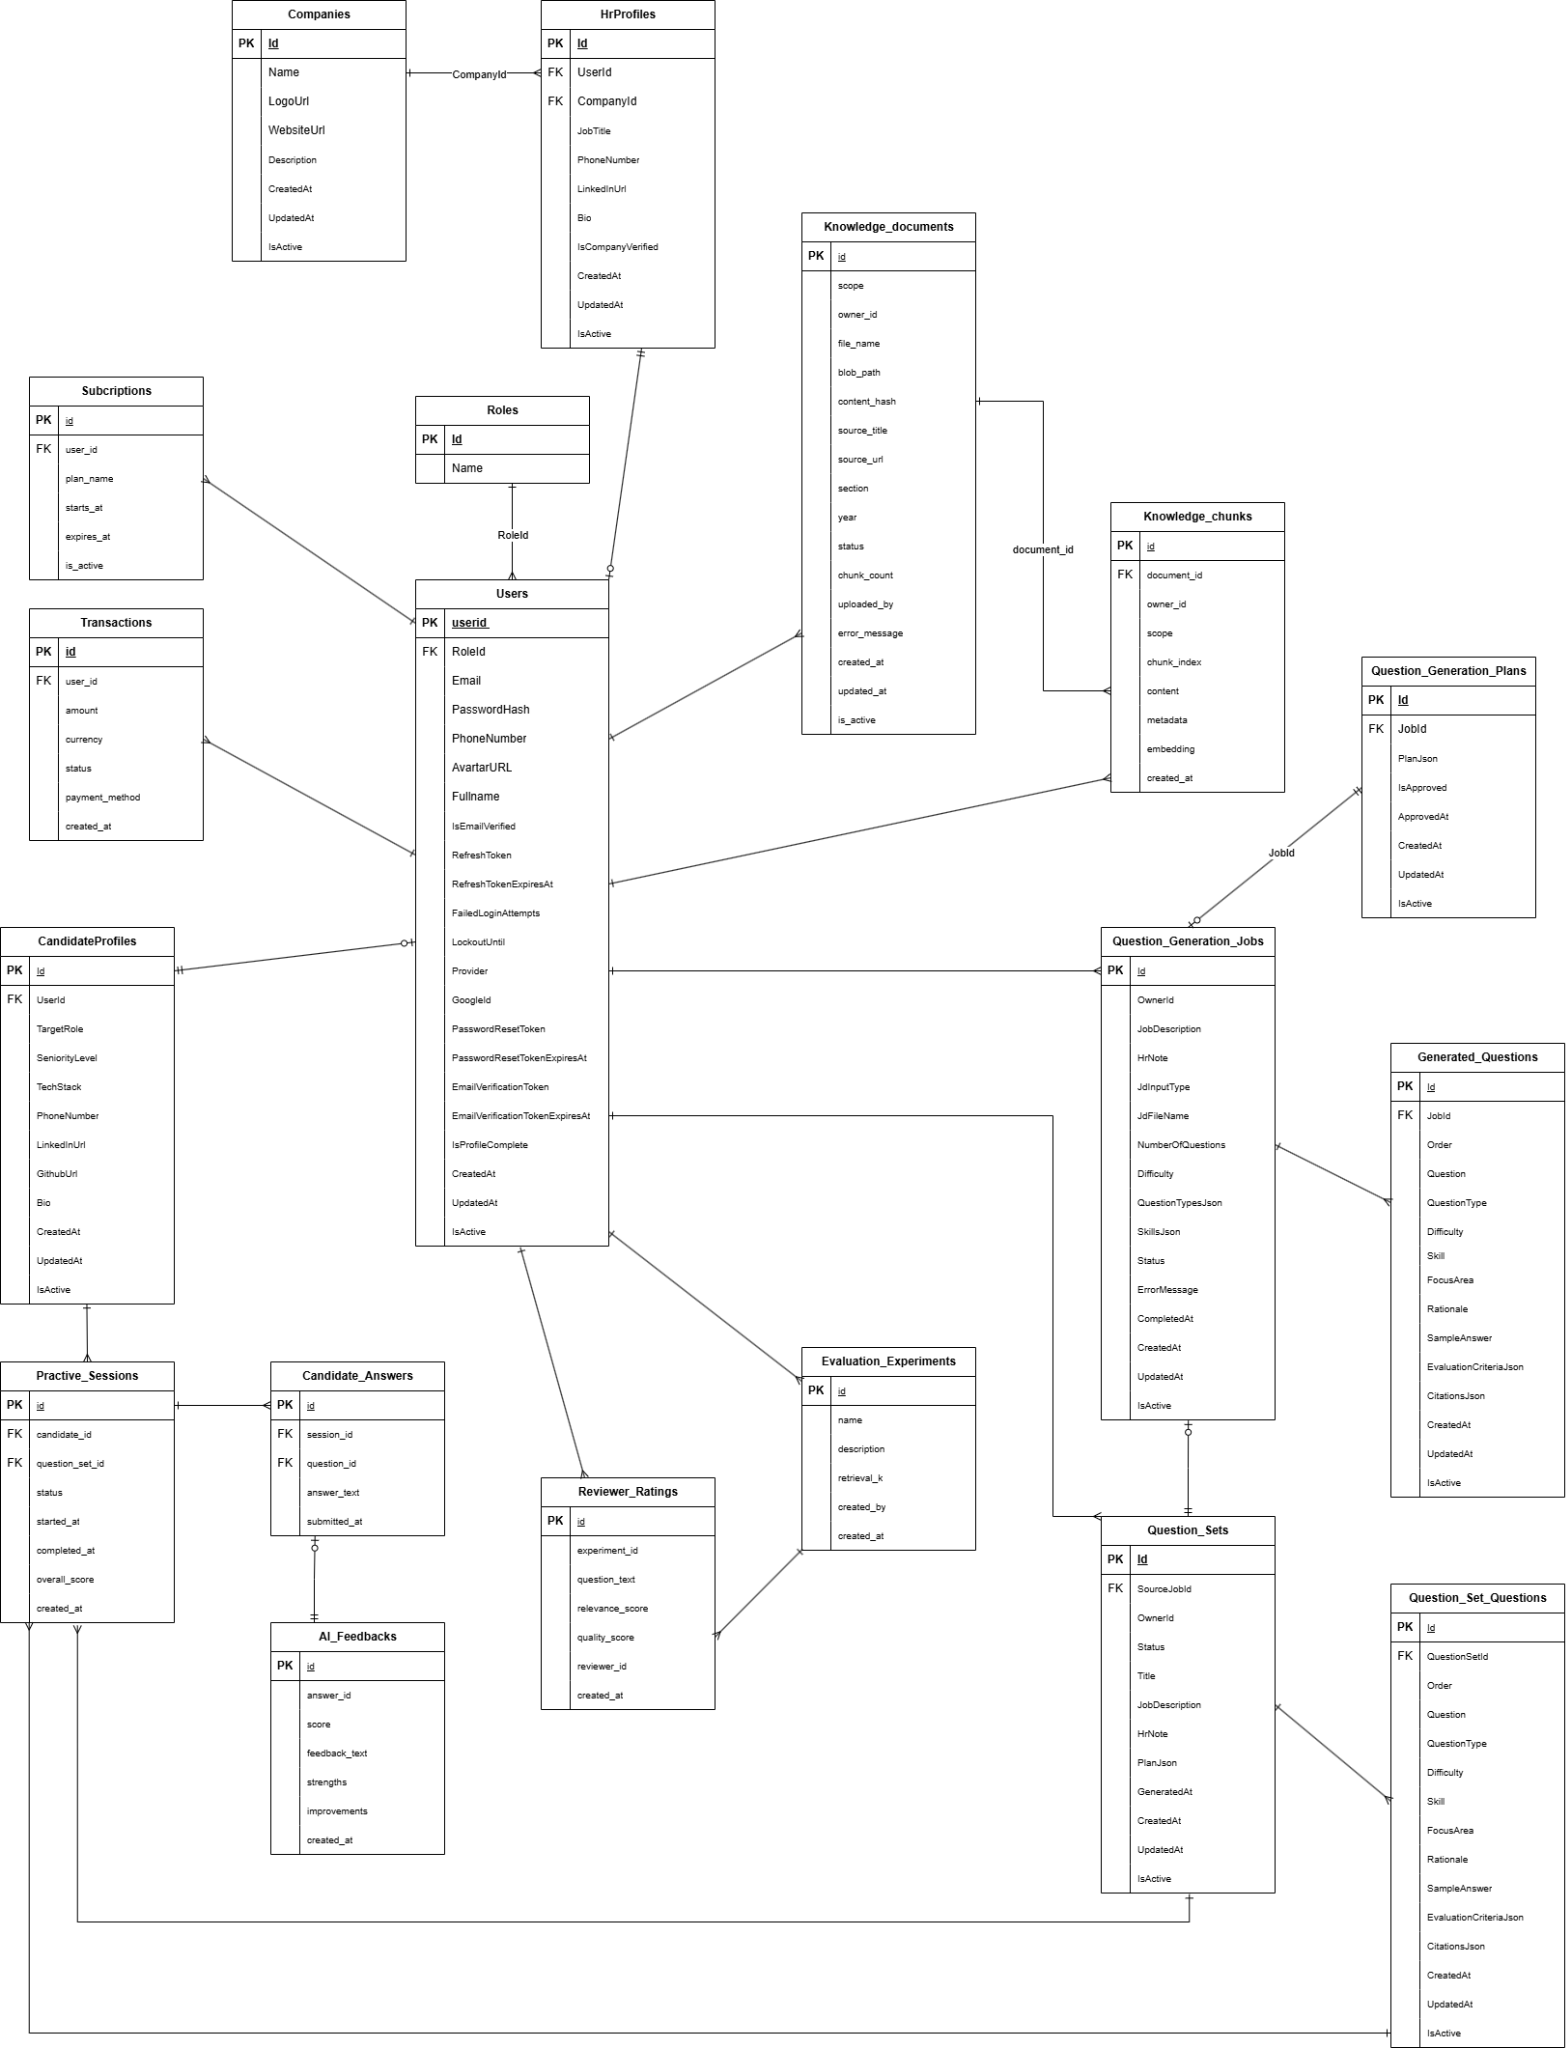 Companies
PK Id
Name
LogoUrl
WebsiteUrl
Description
CreatedAt
UpdatedAt
IsActive
CompanyId
HrProfiles
PK Id
FK UserId
FK CompanyId
JobTitle
PhoneNumber
LinkedInUrl
Bio
IsCompanyVerified
CreatedAt
UpdatedAt
IsActive
Knowledge_documents
PK id
scope
owner_id
file_name
blob_path
content_hash
source_title
source_url
section
year
status
chunk_count
uploaded_by
error_message
created_at
updated_at
is_active
Subcriptions
PK id
FK user_id
plan_name
starts_at
expires_at
is_active
Roles
PK Id
Name
RoleId
document_id
Knowledge_chunks
PK id
FK document_id
owner_id
scope
chunk_index
content
metadata
embedding
created_at
Transactions
PK id
FK user_id
amount
currency
status
payment_method
created_at
Users
PK userid
FK RoleId
Email
PasswordHash
PhoneNumber
AvartarURL
Fullname
IsEmailVerified
RefreshToken
RefreshTokenExpiresAt
FailedLoginAttempts
LockoutUntil
Provider
GoogleId
PasswordResetToken
PasswordResetTokenExpiresAt
EmailVerificationToken
EmailVerificationTokenExpiresAt
IsProfileComplete
CreatedAt
UpdatedAt
IsActive
Question_Generation_Plans
PK Id
FK JobId
PlanJson
IsApproved
ApprovedAt
CreatedAt
UpdatedAt
IsActive
JobId
CandidateProfiles
PK Id
FK UserId
TargetRole
SeniorityLevel
TechStack
PhoneNumber
LinkedInUrl
GithubUrl
Bio
CreatedAt
UpdatedAt
IsActive
Question_Generation_Jobs
PK Id
OwnerId
JobDescription
HrNote
JdInputType
JdFileName
NumberOfQuestions
Difficulty
QuestionTypesJson
SkillsJson
Status
ErrorMessage
CompletedAt
CreatedAt
UpdatedAt
IsActive
Generated_Questions
PK Id
FK JobId
Order
Question
QuestionType
Difficulty
Skill
FocusArea
Rationale
SampleAnswer
EvaluationCriteriaJson
CitationsJson
CreatedAt
UpdatedAt
IsActive
Practive_Sessions
PK id
FK candidate_id
FK question_set_id
status
started_at
completed_at
overall_score
created_at
Candidate_Answers
PK id
FK session_id
FK question_id
answer_text
submitted_at
Evaluation_Experiments
PK id
name
description
retrieval_k
created_by
created_at
Reviewer_Ratings
PK id
experiment_id
question_text
relevance_score
quality_score
reviewer_id
created_at
AI_Feedbacks
PK id
answer_id
score
feedback_text
strengths
improvements
created_at
Question_Sets
PK Id
FK SourceJobId
OwnerId
Status
Title
JobDescription
HrNote
PlanJson
GeneratedAt
CreatedAt
UpdatedAt
IsActive
Question_Set_Questions
PK Id
FK QuestionSetId
Order
Question
QuestionType
Difficulty
Skill
FocusArea
Rationale
SampleAnswer
EvaluationCriteriaJson
CitationsJson
CreatedAt
UpdatedAt
IsActive